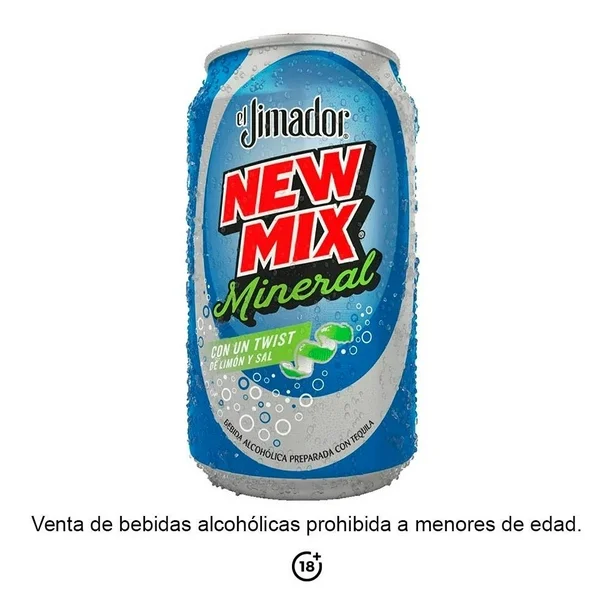 el Jimador®
NEW
MIX®
Mineral
CON UN TWIST
DE LIMÓN Y SAL
BEBIDA ALCOHÓLICA PREPARADA CON TEQUILA
Venta de bebidas alcohólicas prohibida a menores de edad.
18+